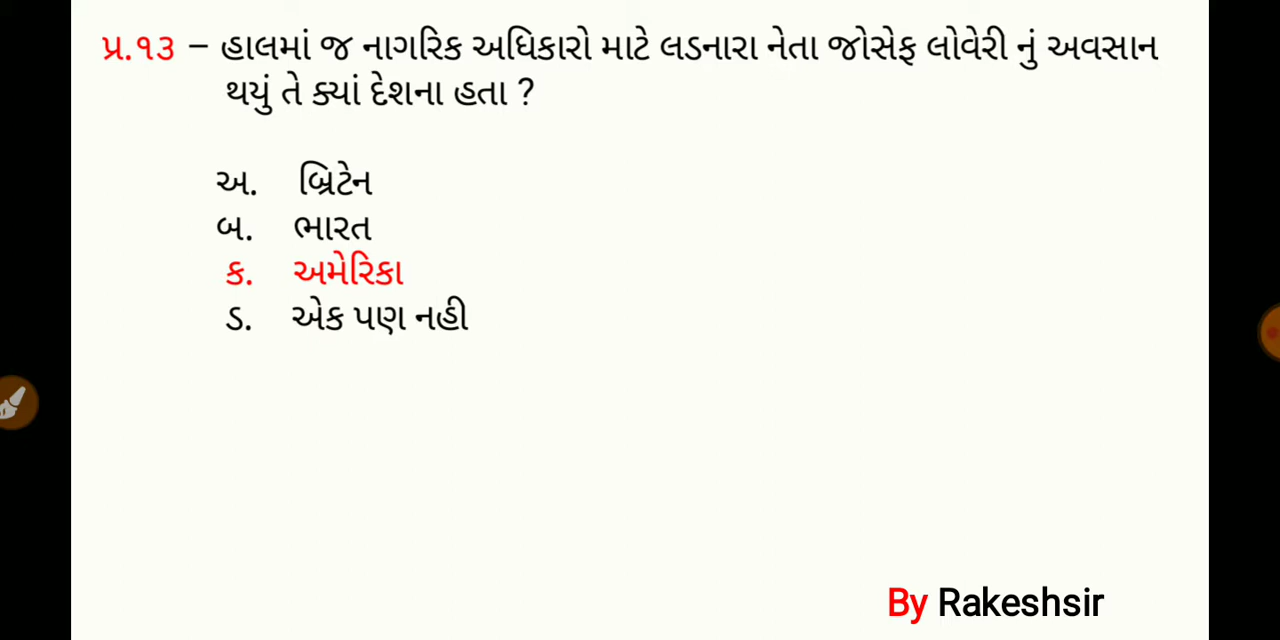 પ્ર.૧૩ – હાલમાં જ નાગરિક અધિકારો માટે લડનારા નેતા જોસેફ લોવેરી નું અવસાન
થયું તે ક્યાં દેશના હતા ?
અ. બ્રિટેન
બ. ભારત
ક. અમેરિકા
ડ. એક પણ નહી
By Rakeshsir